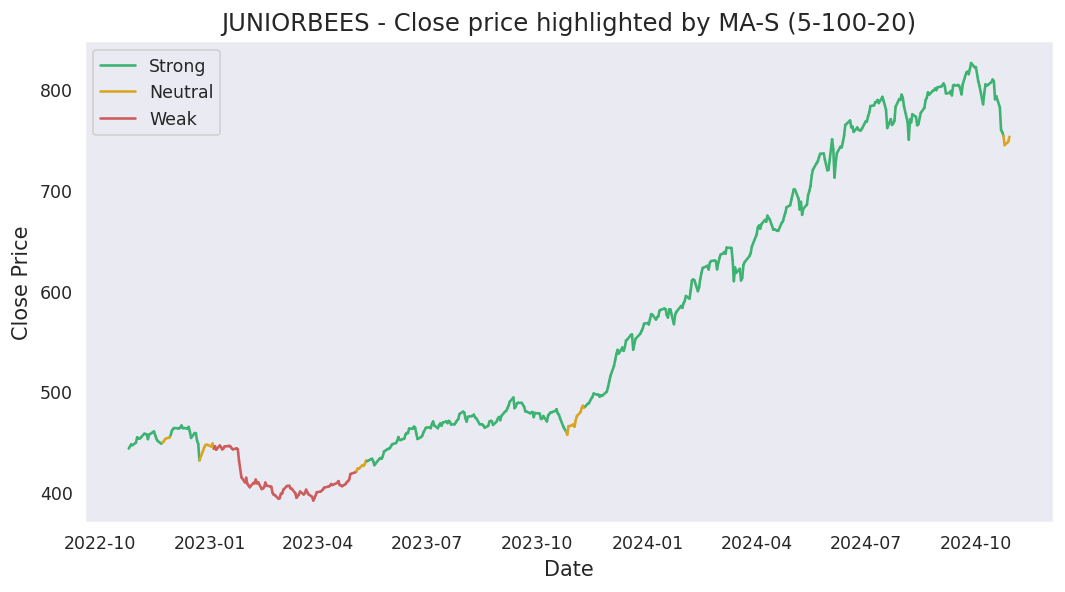 JUNIORBEES - Close price highlighted by MA-S (5-100-20)
Strong
Neutral
Weak
Close Price
800
700
600
500
400
2022-10 2023-01 2023-04 2023-07 2023-10 2024-01 2024-04 2024-07 2024-10
Date